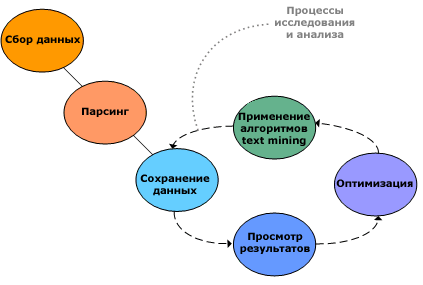 Процессы
исследования
и анализа
Сбор данных
Парсинг
Применение
алгоритмов
text mining
Сохранение
данных
Оптимизация
Просмотр
результатов